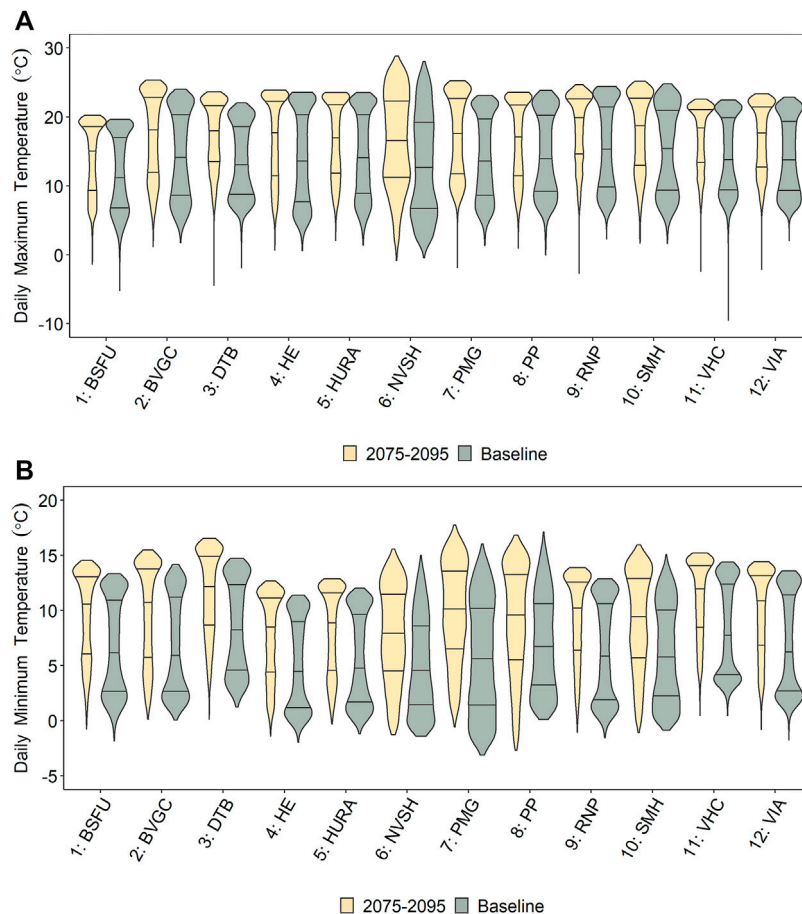 A
Daily Maximum Temperature (°C)
30
20
10
0
-10
1: BSFU
2: BVGC
3: DTB
4: HE
5: HURA
6: NVSH
7: PMG
8: PP
9: RNP
10: SMH
11: VHC
12: VIA
2075-2095 Baseline
B
Daily Minimum Temperature (°C)
20
15
10
5
0
-5
1: BSFU
2: BVGC
3: DTB
4: HE
5: HURA
6: NVSH
7: PMG
8: PP
9: RNP
10: SMH
11: VHC
12: VIA
2075-2095 Baseline